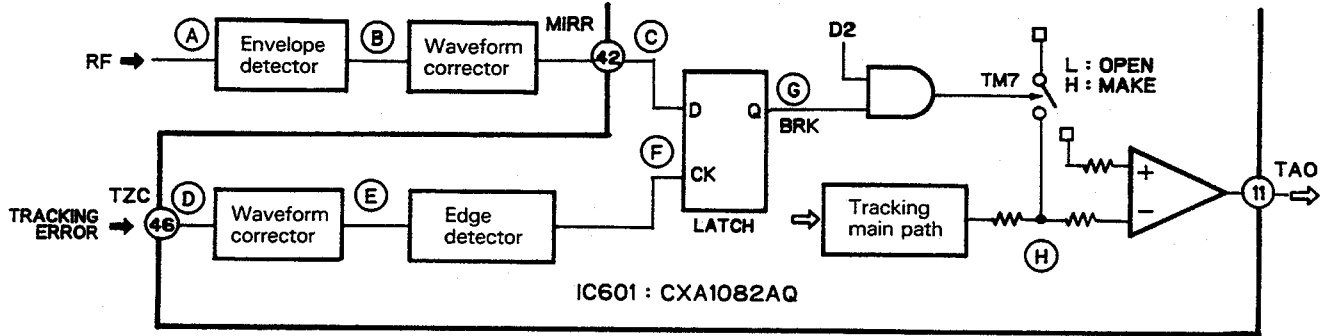 RF
A
Envelope
detector
B
Waveform
corrector
MIRR
42
C
D Q
CK
LATCH
G
BRK
D2
TM7
L : OPEN
H : MAKE
TRACKING
ERROR
TZC
46
D
Waveform
corrector
E
Edge
detector
F
Tracking
main path
H
+
−
11
TAO
IC601 : CXA1082AQ